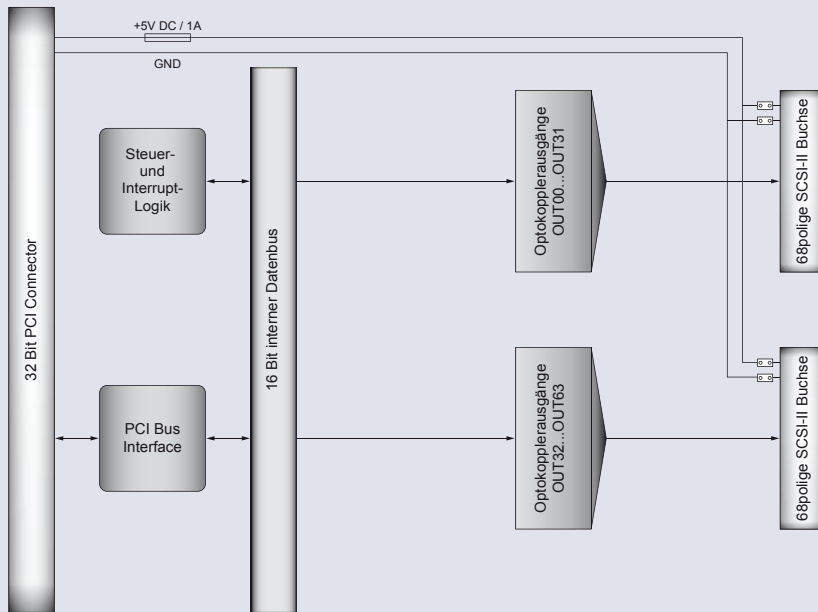 +5V DC / 1A
GND
32 Bit PCI Connector
Steuer-
und
Interrupt-
Logik
PCI Bus
Interface
16 Bit interner Datenbus
Optokopplerausgänge
OUT00...OUT31
68polige SCSI-II Buchse
Optokopplerausgänge
OUT32...OUT63
68polige SCSI-II Buchse